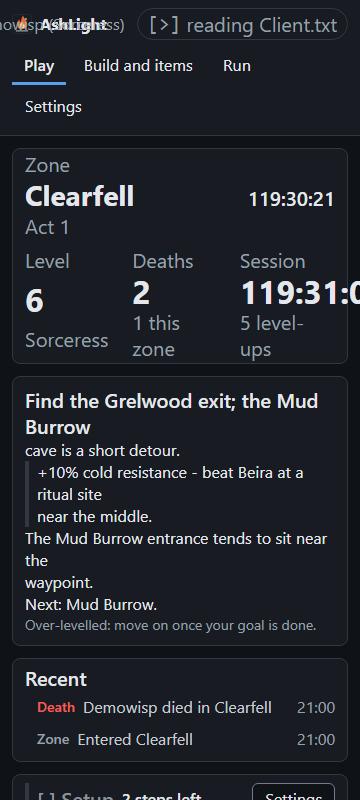 AshLight
[>] reading Client.txt
Play Build and items Run
Settings
Zone
Clearfell 119:30:21
Act 1
Level Deaths Session
6 2 119:31:0
Sorceress 1 this zone 5 level-ups
Find the Grelwood exit; the Mud
Burrow
cave is a short detour.
+10% cold resistance - beat Beira at a
ritual site
near the middle.
The Mud Burrow entrance tends to sit near
the
waypoint.
Next: Mud Burrow.
Over-levelled: move on once your goal is done.
Recent
Death Demowisp died in Clearfell 21:00
Zone Entered Clearfell 21:00
[ ] Setup 2 steps left Settings